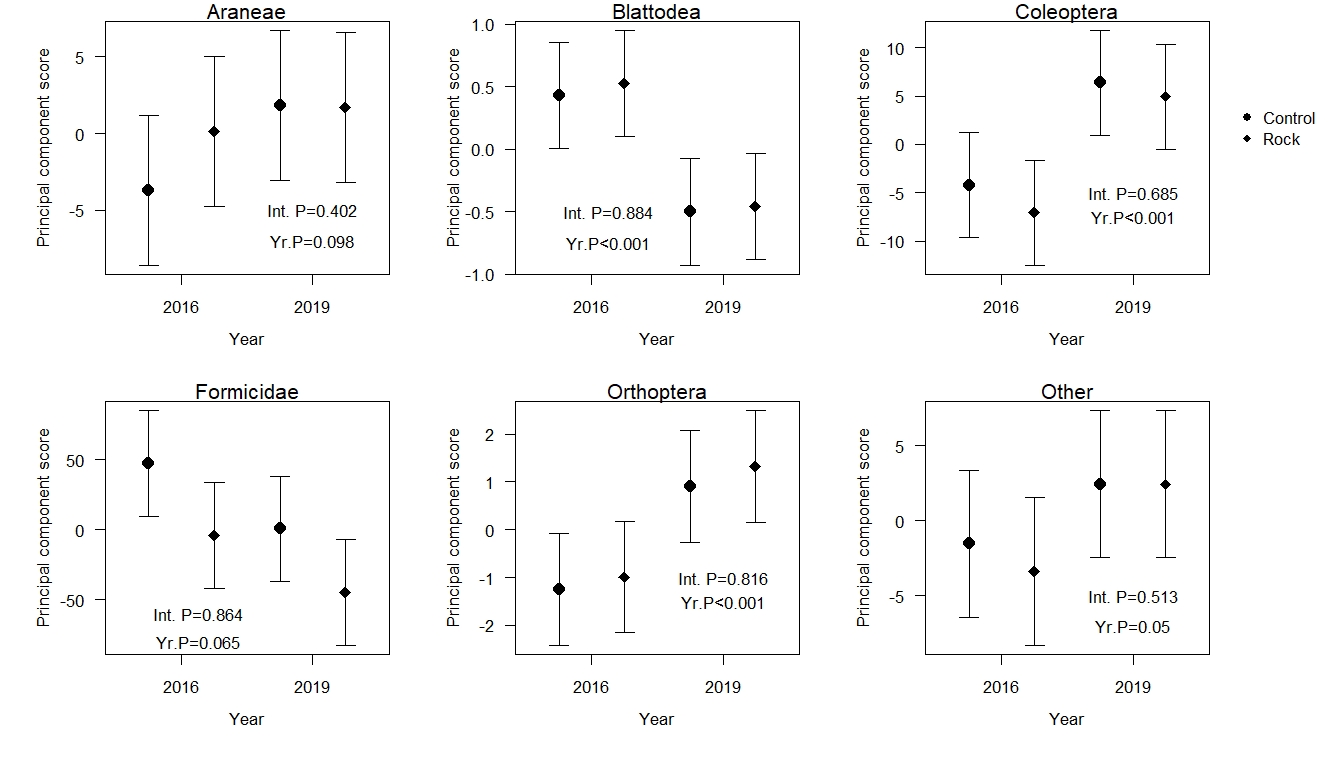 Araneae
Principal component score
5
0
-5
Int. P=0.402
Yr.P=0.098
2016
2019
Year
Blattodea
Principal component score
1.0
0.5
0.0
-0.5
-1.0
Int. P=0.884
Yr.P<0.001
2016
2019
Year
Coleoptera
Principal component score
10
5
0
-5
-10
Int. P=0.685
Yr.P<0.001
2016
2019
Year
Control
Rock
Formicidae
Principal component score
50
0
-50
Int. P=0.864
Yr.P=0.065
2016
2019
Year
Orthoptera
Principal component score
2
1
0
-1
-2
Int. P=0.816
Yr.P<0.001
2016
2019
Year
Other
Principal component score
5
0
-5
Int. P=0.513
Yr.P=0.05
2016
2019
Year